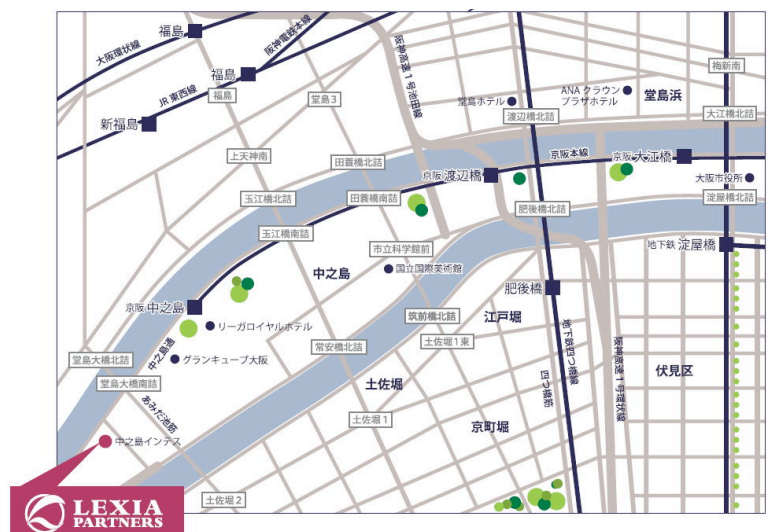 福島
大阪環状線
阪神電鉄本線
阪神高速1号池田線
梅新南
福島
JR東西線
福島
堂島3
ANAクラウン
プラザホテル
堂島浜
堂島ホテル
新福島
渡辺橋北詰
大江橋北詰
上天神南
田蓑橋北詰
京阪本線
京阪 大江橋
京阪 渡辺橋
大阪市役所
玉江橋北詰
田蓑橋南詰
淀屋橋北詰
肥後橋北詰
玉江橋南詰
市立科学館前
地下鉄 淀屋橋
中之島
国立国際美術館
肥後橋
京阪 中之島
筑前橋北詰
江戸堀
リーガロイヤルホテル
地下鉄四つ橋線
阪神高速1号環状線
土佐堀1東
常安橋北詰
中之島通
堂島大橋北詰
グランキューブ大阪
伏見区
四つ橋筋
堂島大橋南詰
土佐堀
あみだ池筋
土佐堀1
京町堀
中之島インテス
土佐堀2
LEXIA
PARTNERS